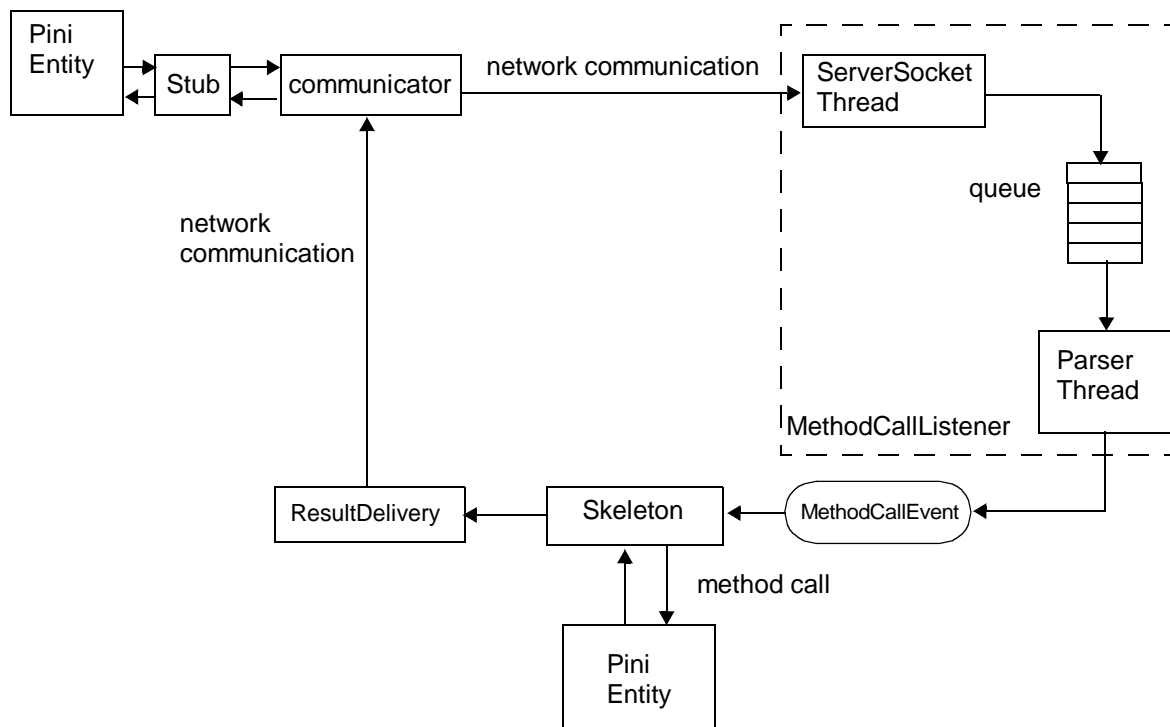 Pini
Entity
Stub
communicator
network communication
ServerSocket
Thread
queue
network
communication
Parser
Thread
MethodCallListener
ResultDelivery
Skeleton
MethodCallEvent
method call
Pini
Entity